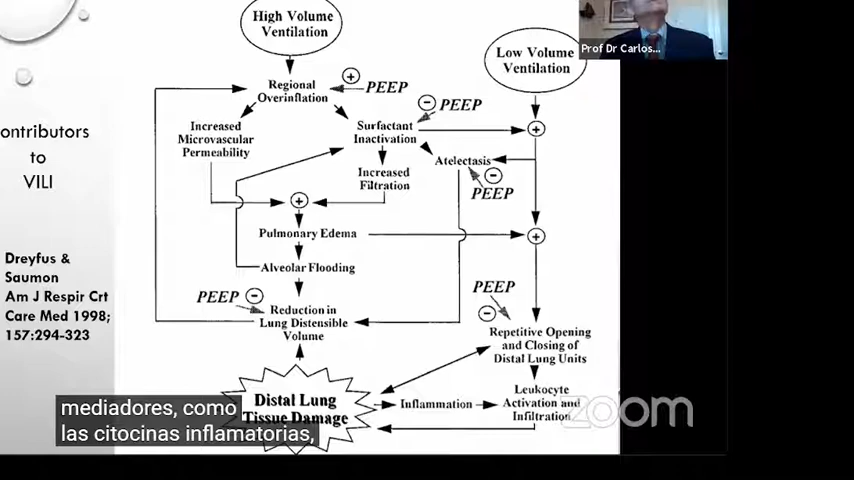 High Volume
Ventilation
Prof Dr Carlos...
Low Volume
Ventilation
Regional
Overinflation
+
PEEP
−
PEEP
ontributors
to
VILI
Increased
Microvascular
Permeability
Surfactant
Inactivation
+
Atelectasis
−
PEEP
Increased
Filtration
+
Pulmonary Edema
+
Alveolar Flooding
Dreyfus &
Saumon
Am J Respir Crt
Care Med 1998;
157:294-323
PEEP
−
Reduction in
Lung Distensible
Volume
PEEP
−
Repetitive Opening
and Closing of
Distal Lung Units
Distal Lung
Tissue Damage
Inflammation
Leukocyte
Activation and
Infiltration
mediadores, como
las citocinas inflamatorias,
zoom